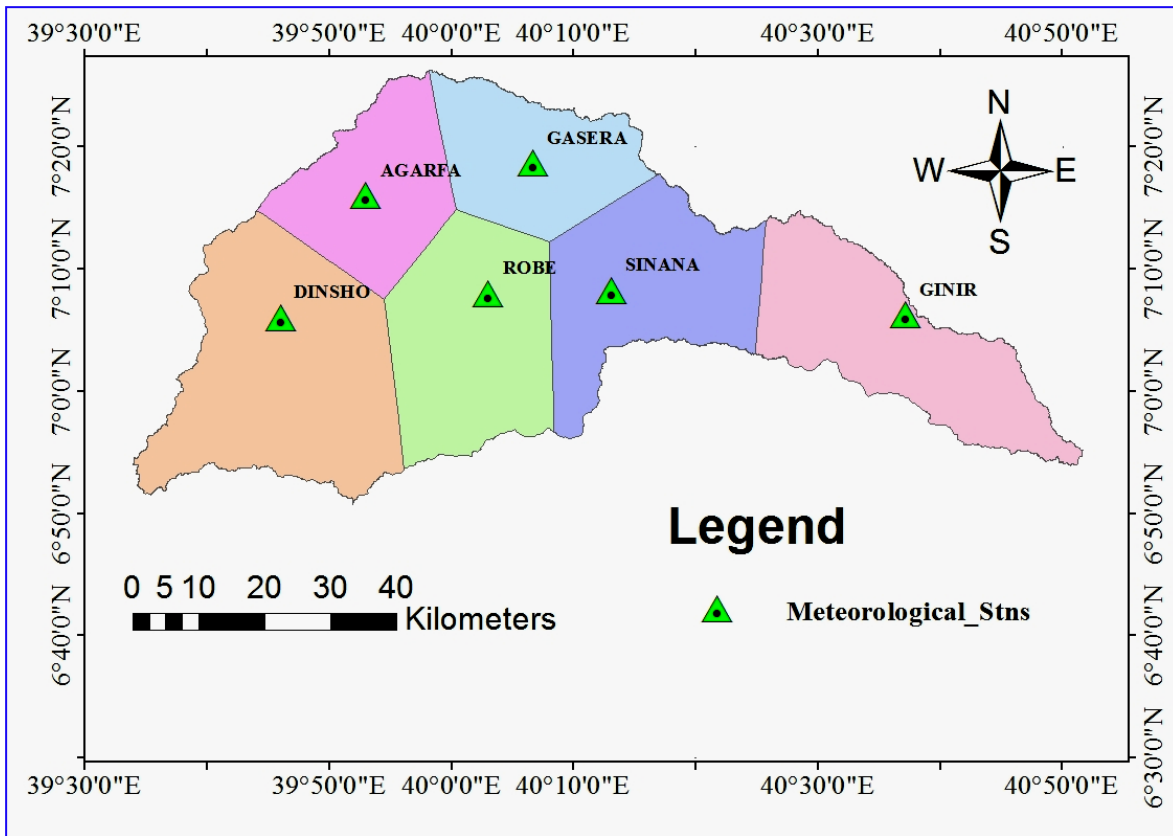 39°30'0"E 39°50'0"E 40°0'0"E 40°10'0"E 40°30'0"E 40°50'0"E
N
W E
S
7°20'0"N 7°20'0"N
7°10'0"N 7°10'0"N
7°0'0"N 7°0'0"N
6°50'0"N 6°50'0"N
6°40'0"N 6°40'0"N
6°30'0"N
GASERA
AGARFA
ROBE
SINANA
DINSHO
GINIR
Legend
0 5 10 20 30 40
Kilometers
Meteorological_Stns
39°30'0"E 39°50'0"E 40°0'0"E 40°10'0"E 40°30'0"E 40°50'0"E